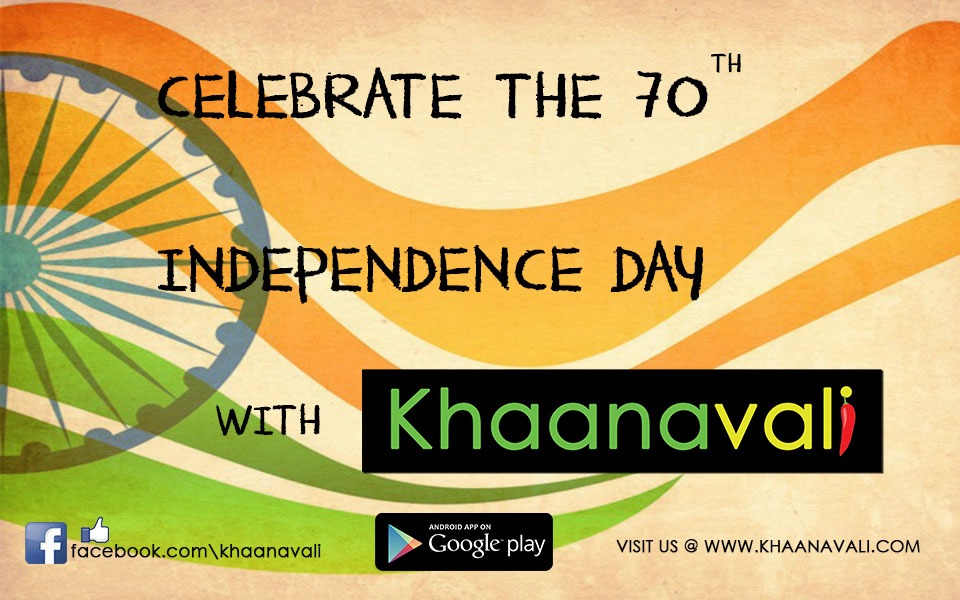 CELEBRATE THE 70TH
INDEPENDENCE DAY
WITH Khaanavali
facebook.com\khaanavali
ANDROID APP ON
Google play
VISIT US @ WWW.KHAANAVALI.COM